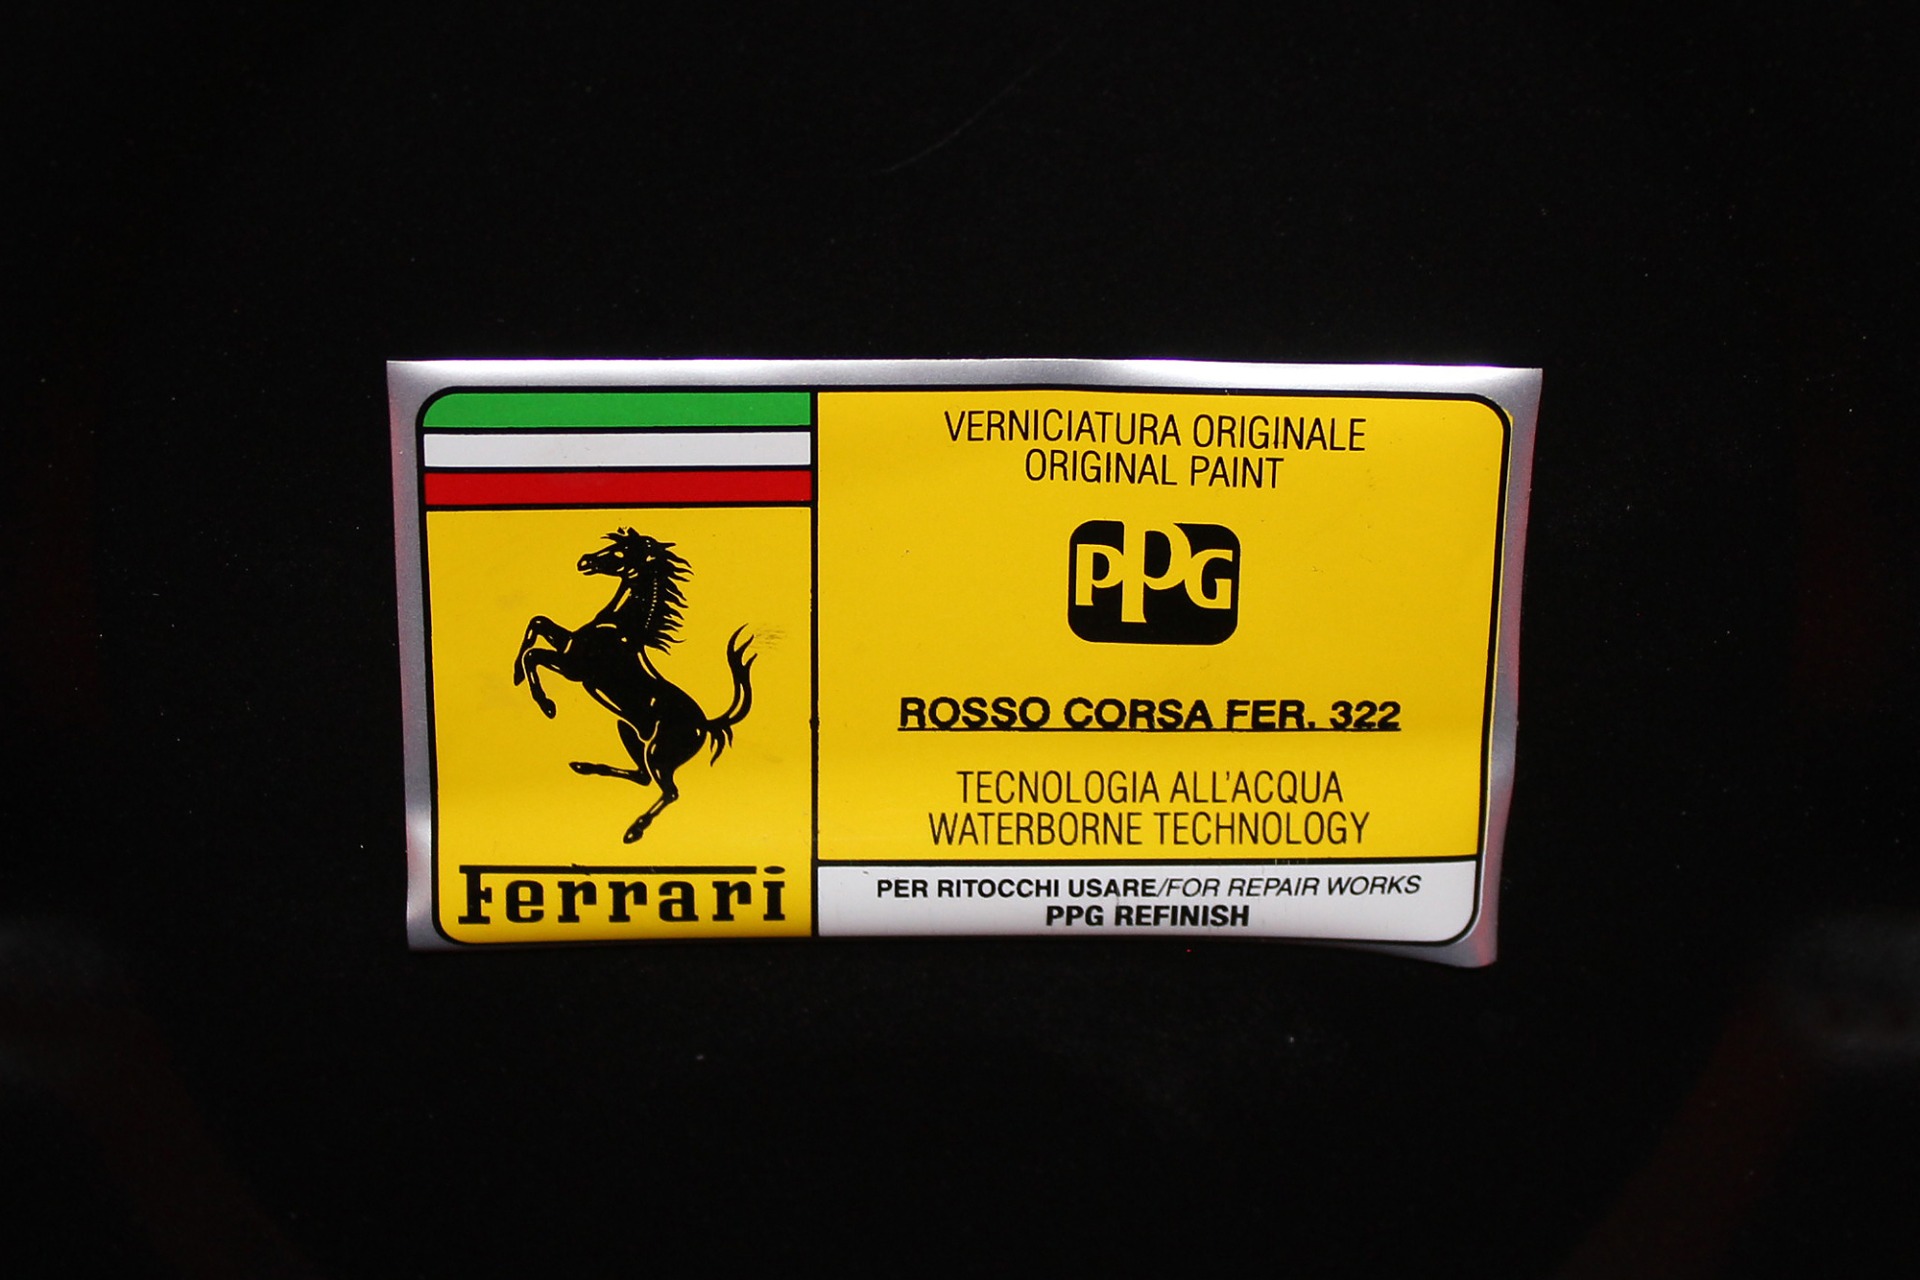 Ferrari
VERNICIATURA ORIGINALE
ORIGINAL PAINT
PPG
ROSSO CORSA FER. 322
TECNOLOGIA ALL'ACQUA
WATERBORNE TECHNOLOGY
PER RITOCCHI USARE/FOR REPAIR WORKS
PPG REFINISH